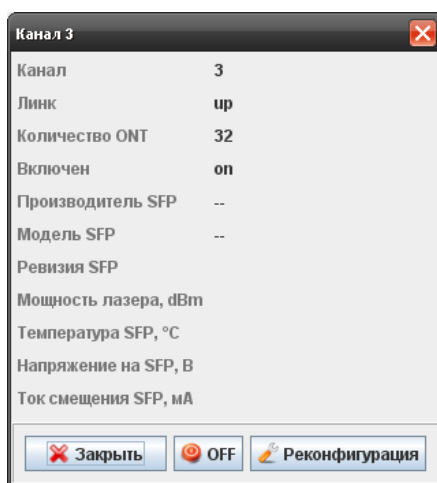 Канал 3
Канал 3
Линк up
Количество ONT 32
Включен on
Производитель SFP --
Модель SFP --
Ревизия SFP
Мощность лазера, dBm
Температура SFP, °C
Напряжение на SFP, В
Ток смещения SFP, мА
Закрыть OFF Реконфигурация